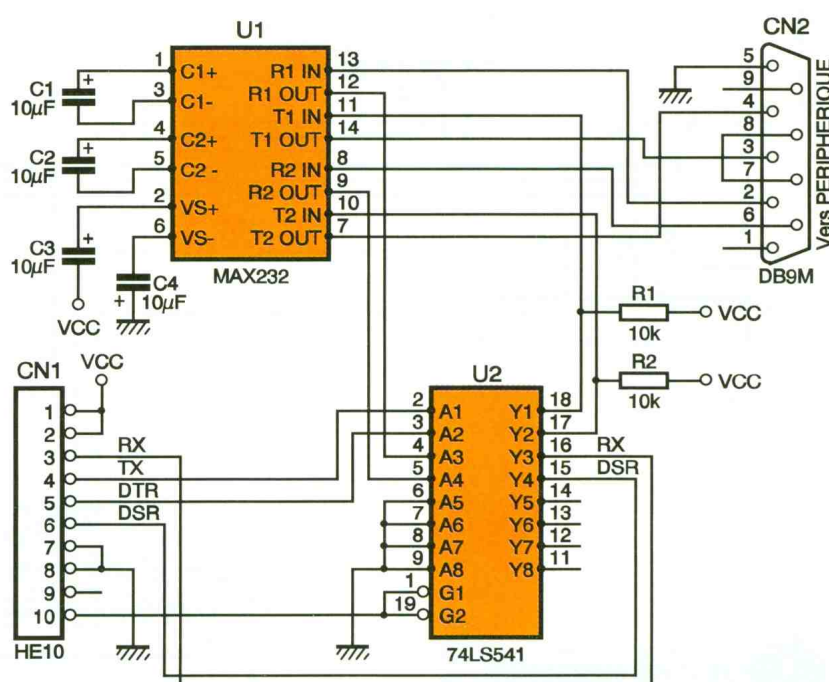 U1
MAX232
1 C1+
3 C1-
4 C2+
5 C2 -
2 VS+
6 VS-
R1 IN 13
R1 OUT 12
T1 IN 11
T1 OUT 14
R2 IN 8
R2 OUT 9
T2 IN 10
T2 OUT 7
C1 +
10µF
C2 +
10µF
C3 +
10µF
VCC
C4
+ 10µF
CN2
5
9
4
8
3
7
2
6
1
DB9M
Vers PERIPHERIQUE
R1
10k
VCC
R2
10k
VCC
CN1
VCC
1
2
3 RX
4 TX
5 DTR
6 DSR
7
8
9
10
HE10
U2
2 A1
3 A2
4 A3
5 A4
6 A5
7 A6
8 A7
9 A8
1 G1
19 G2
Y1 18
Y2 17
Y3 16 RX
Y4 15 DSR
Y5 14
Y6 13
Y7 12
Y8 11
74LS541